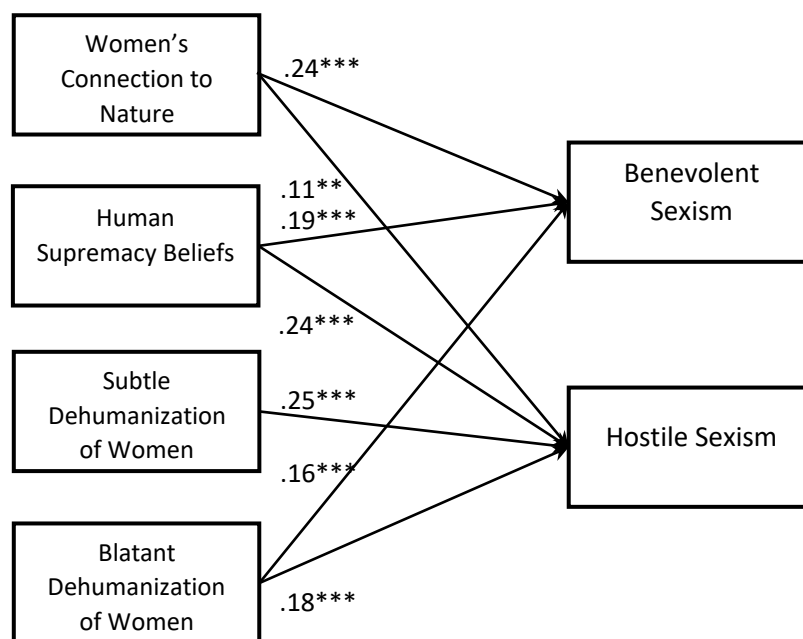 Women's
Connection to
Nature
.24***
Benevolent
Sexism
.11**
.19***
Human
Supremacy Beliefs
.24***
Subtle
Dehumanization
of Women
.25***
Hostile Sexism
.16***
Blatant
Dehumanization
of Women
.18***